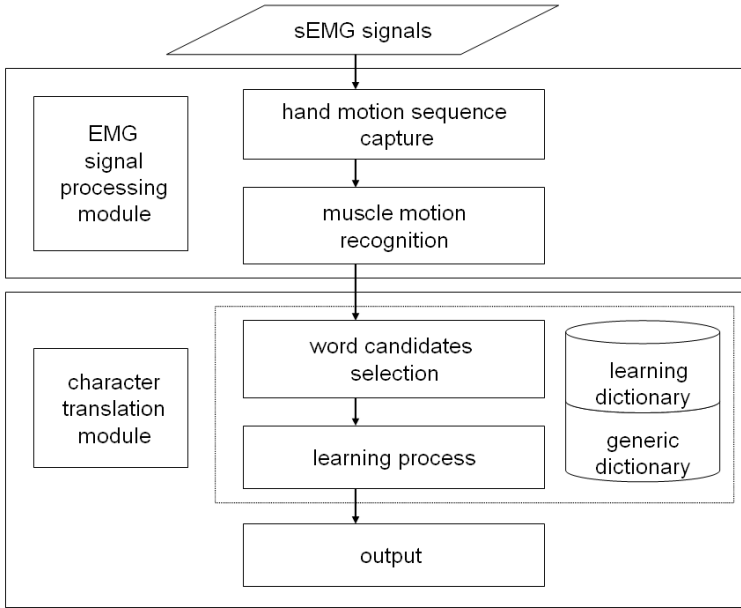 sEMG signals
EMG
signal
processing
module
hand motion sequence
capture
muscle motion
recognition
character
translation
module
word candidates
selection
learning process
output
learning
dictionary
generic
dictionary